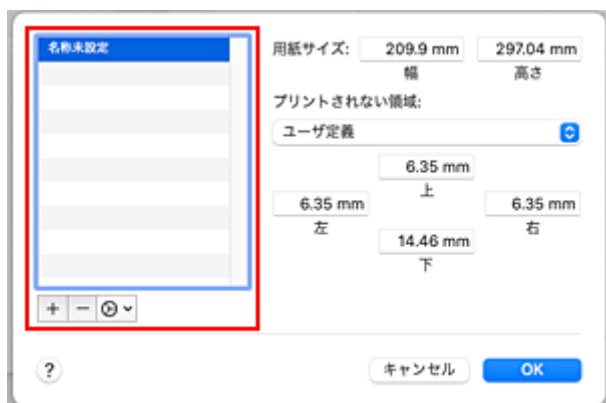 名称未設定
用紙サイズ: 209.9 mm 297.04 mm
幅 高さ
プリントされない領域:
ユーザ定義
6.35 mm
上
6.35 mm 6.35 mm
左 右
14.46 mm
下
+ −
? キャンセル OK